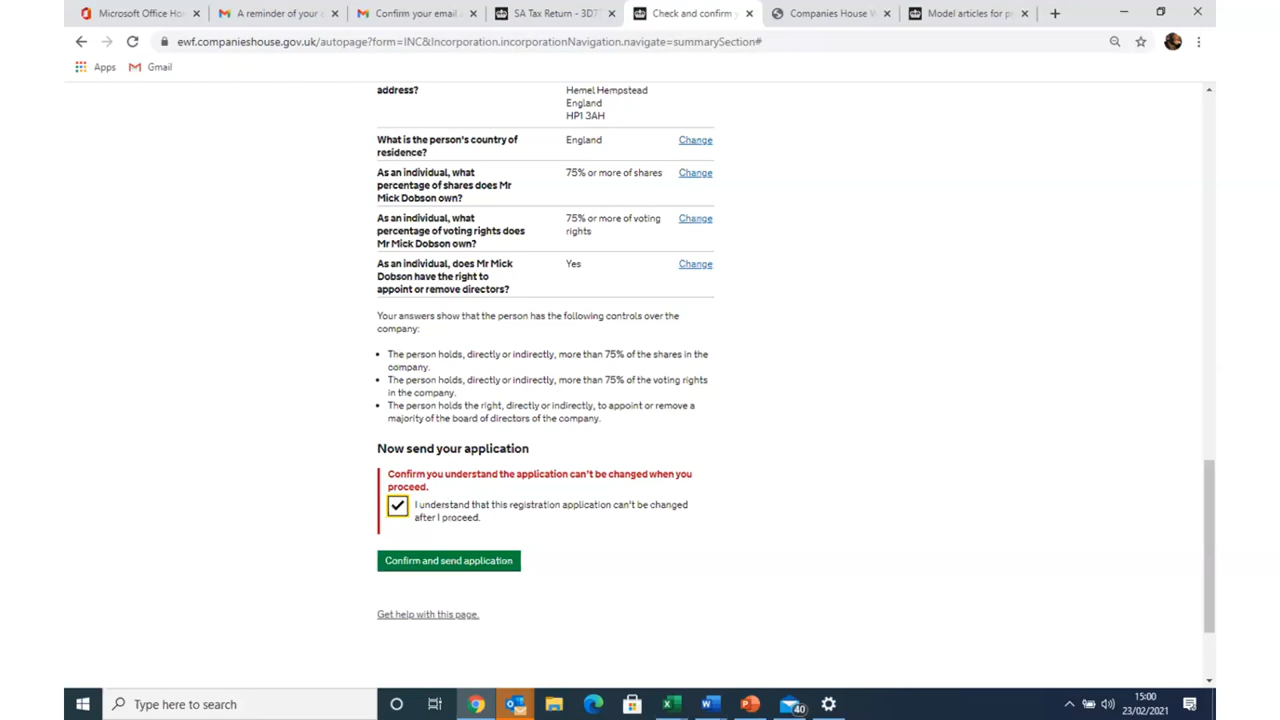 Microsoft Office Ho
A reminder of your
Confirm your email
SA Tax Return - 3D7
Check and confirm
Companies House W
Model articles for p
ewf.companieshouse.gov.uk/autopage?form=INC&Incorporation.incorporationNavigation.navigate=summarySection#
Apps
Gmail
address?
Hemel Hempstead
England
HP1 3AH
What is the person's country of
residence?
England
Change
As an individual, what
percentage of shares does Mr
Mick Dobson own?
75% or more of shares
Change
As an individual, what
percentage of voting rights does
Mr Mick Dobson own?
75% or more of voting
rights
Change
As an individual, does Mr Mick
Dobson have the right to
appoint or remove directors?
Yes
Change
Your answers show that the person has the following controls over the
company:
• The person holds, directly or indirectly, more than 75% of the shares in the
company.
• The person holds, directly or indirectly, more than 75% of the voting rights
in the company.
• The person holds the right, directly or indirectly, to appoint or remove a
majority of the board of directors of the company.
Now send your application
Confirm you understand the application can't be changed when you
proceed.
I understand that this registration application can't be changed
after I proceed.
Confirm and send application
Get help with this page.
Type here to search
40
15:00
23/02/2021